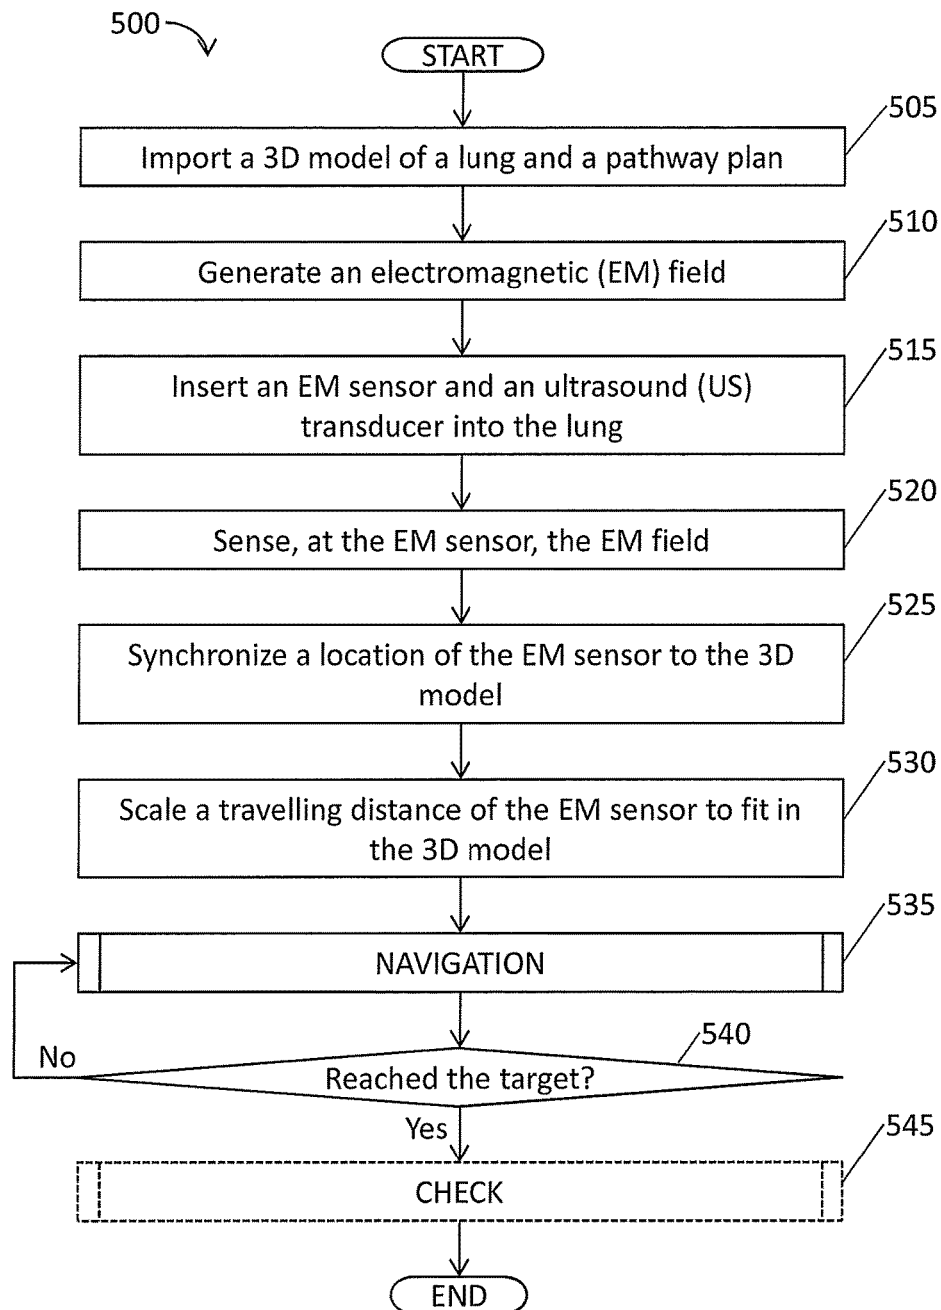 500
START
505
Import a 3D model of a lung and a pathway plan
510
Generate an electromagnetic (EM) field
515
Insert an EM sensor and an ultrasound (US)
transducer into the lung
520
Sense, at the EM sensor, the EM field
525
Synchronize a location of the EM sensor to the 3D
model
530
Scale a travelling distance of the EM sensor to fit in
the 3D model
535
NAVIGATION
540
No
Reached the target?
Yes
545
CHECK
END